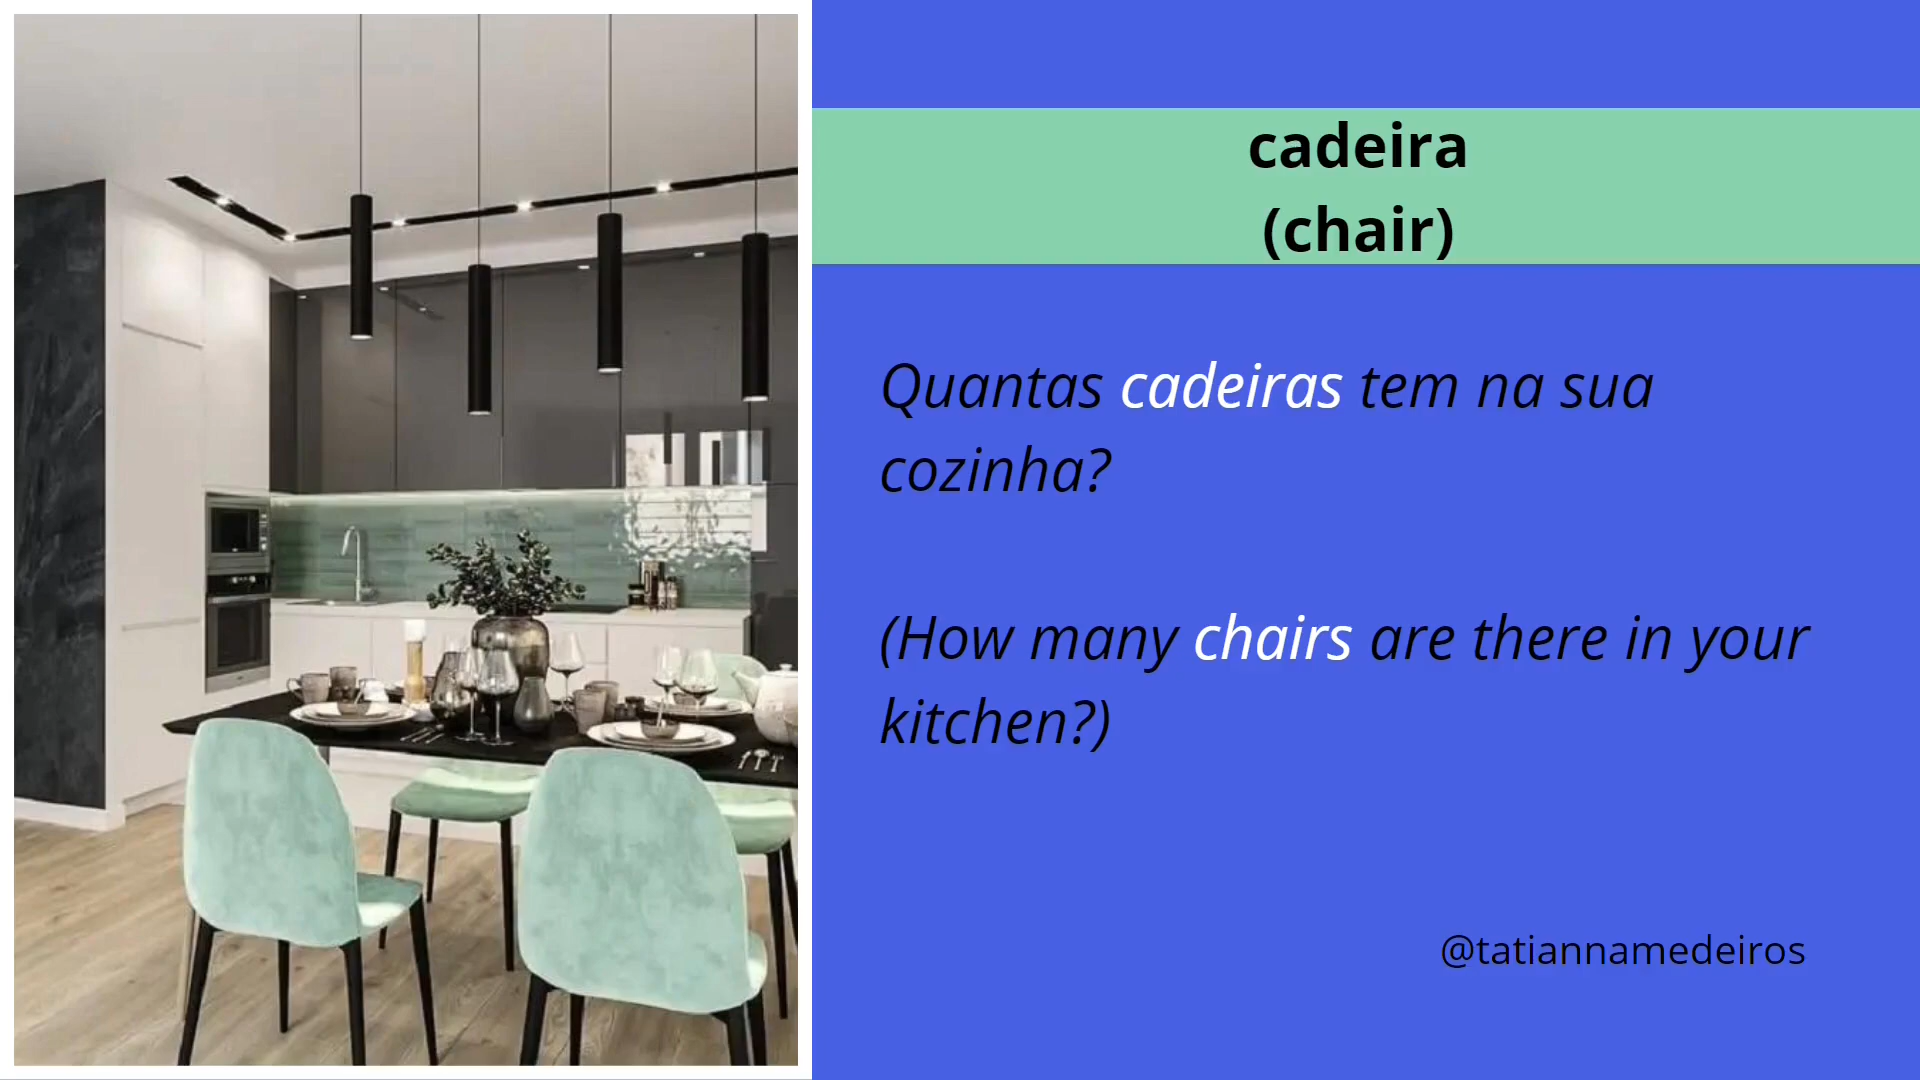 cadeira
(chair)
Quantas cadeiras tem na sua
cozinha?
(How many chairs are there in your
kitchen?)
@tatiannamedeiros